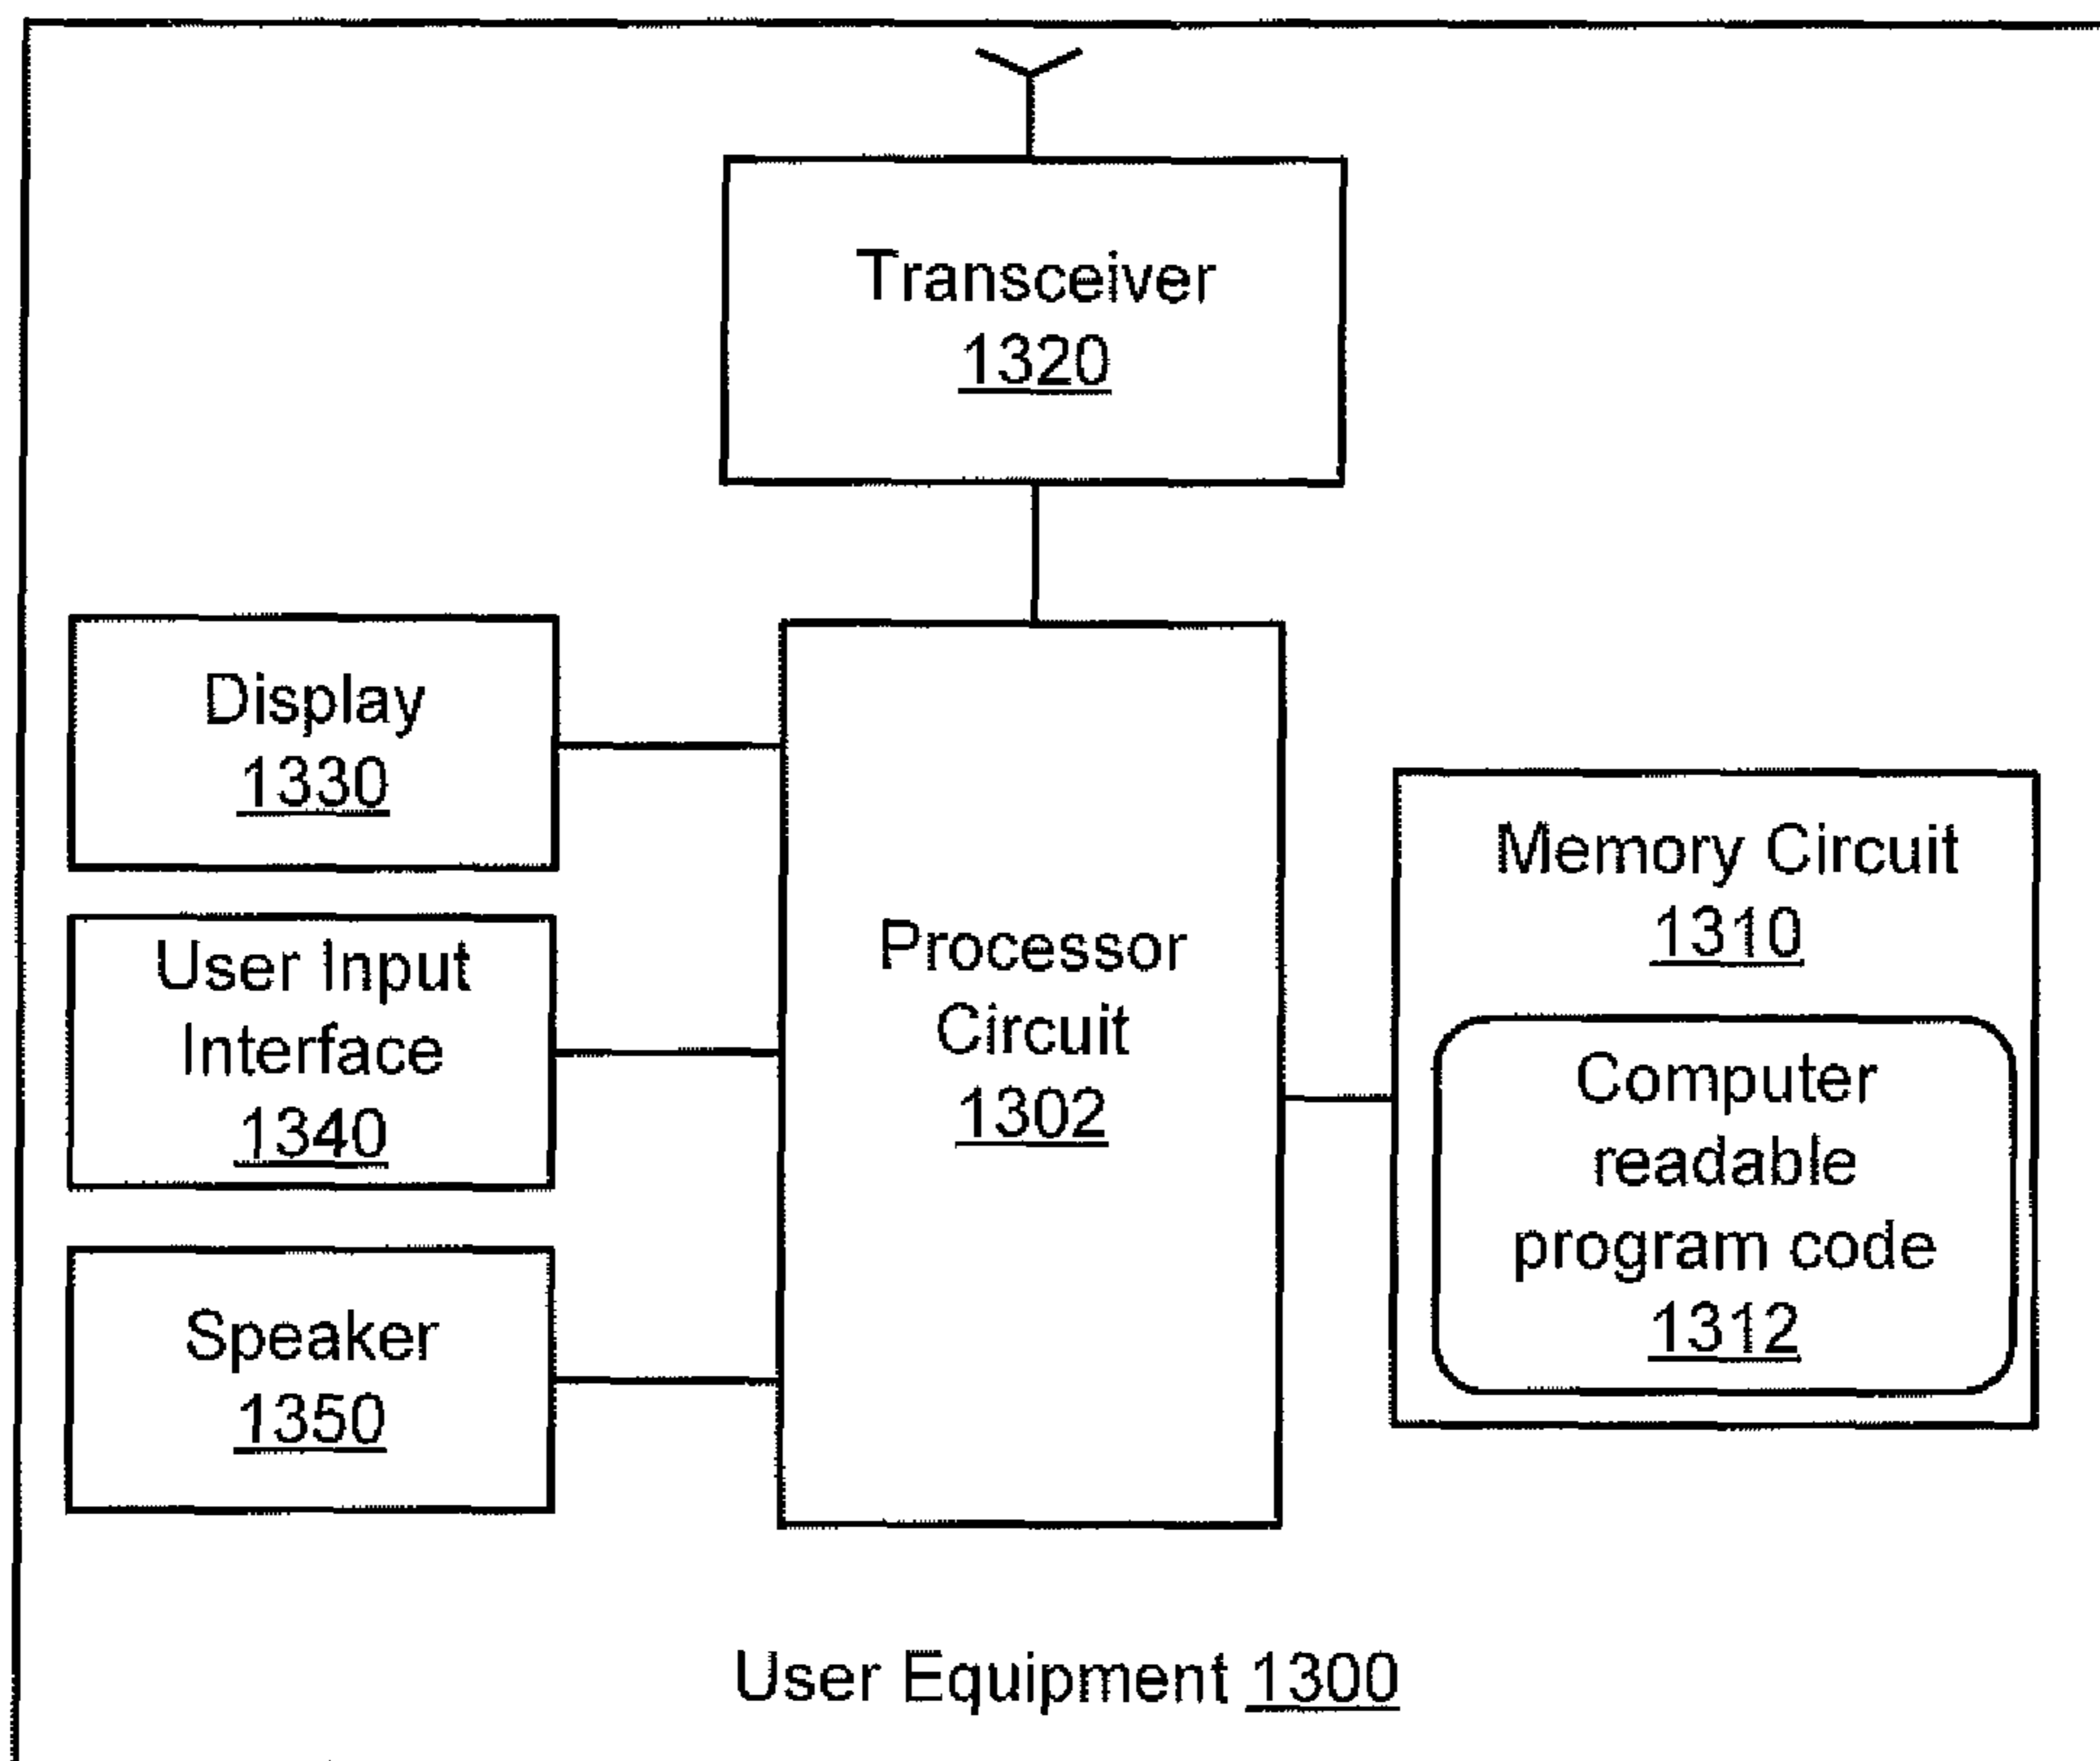 Transceiver
1320
Display
1330
User Input
Interface
1340
Speaker
1350
Processor
Circuit
1302
Memory Circuit
1310
Computer
readable
program code
1312
User Equipment 1300